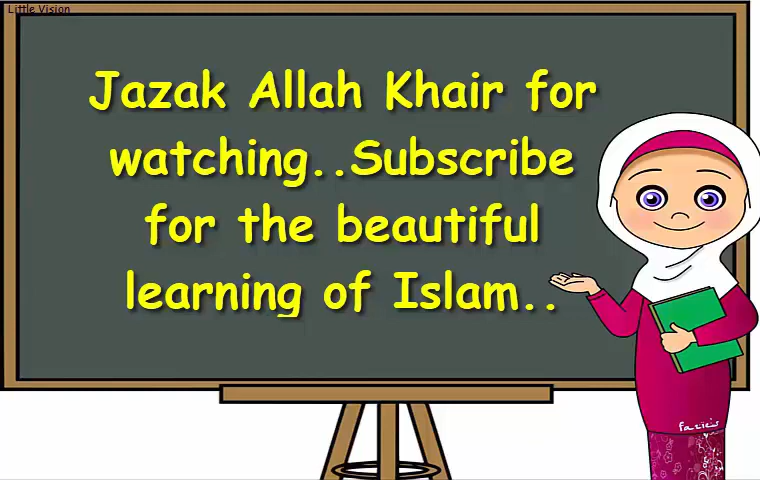 Little Vision
Jazak Allah Khair for
watching..Subscribe
for the beautiful
learning of Islam..